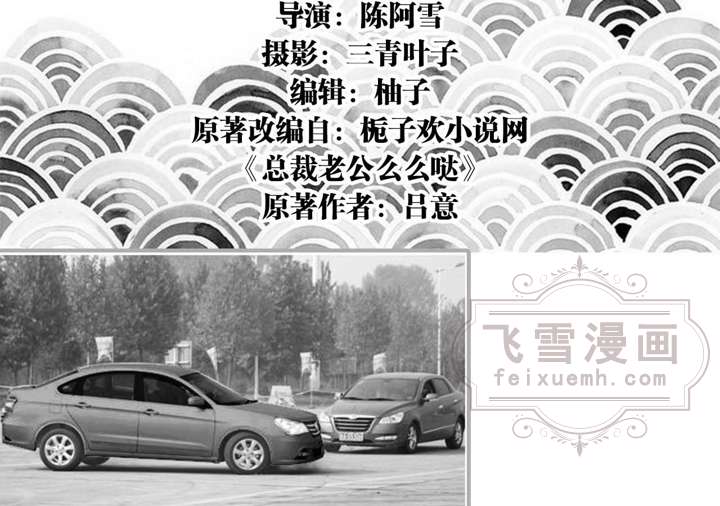 导演：陈阿雪
摄影：三青叶子
编辑：柚子
原著改编自：栀子欢小说网
《总裁老公么么哒》
原著作者：吕意
飞雪漫画
feixuemh.com